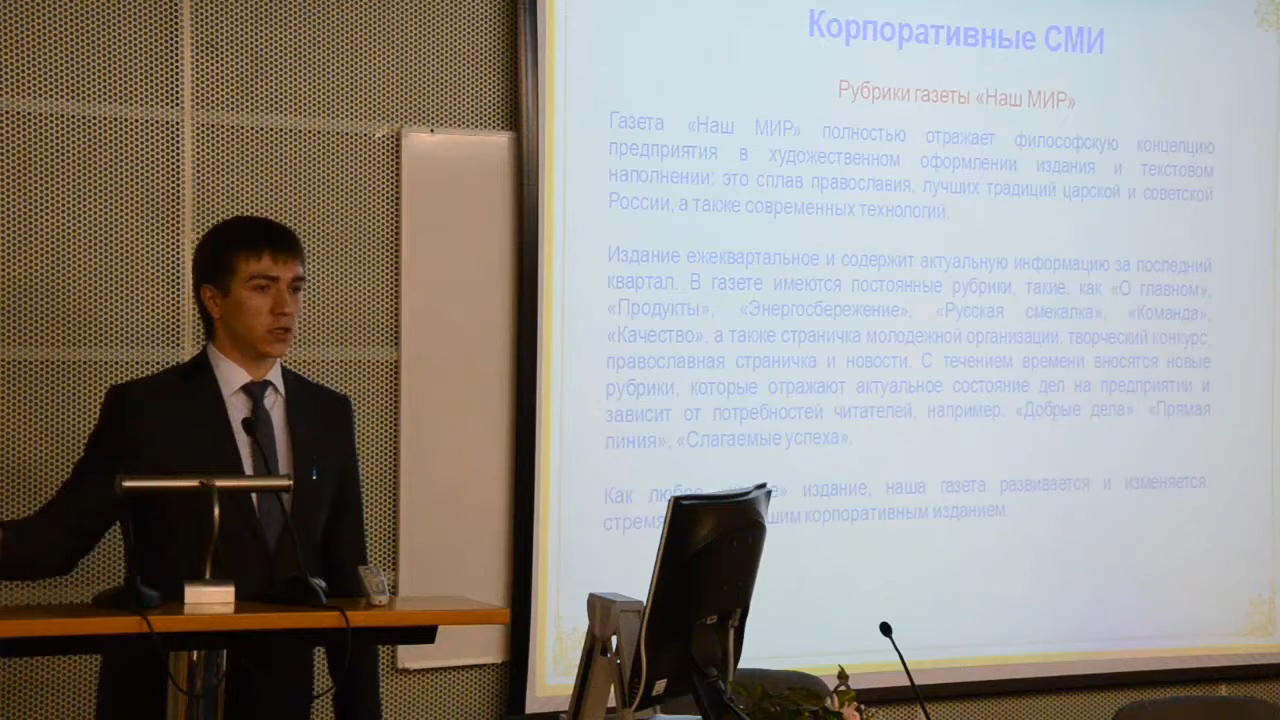 Корпоративные СМИ
Рубрики газеты «Наш МИР»
Газета «Наш МИР» полностью отражает философскую концепцию
предприятия в художественном оформлении издания и текстовом
наполнении: это сплав православия, лучших традиций царской и советской
России, а также современных технологий.
Издание ежеквартальное и содержит актуальную информацию за последний
квартал. В газете имеются постоянные рубрики, такие, как «О главном»,
«Продукты», «Энергосбережение», «Русская смекалка», «Команда»,
«Качество», а также страничка молодежной организации, творческий конкурс,
православная страничка и новости. С течением времени вносятся новые
рубрики, которые отражают актуальное состояние дел на предприятии и
зависит от потребностей читателей, например: «Добрые дела» «Прямая
линия», «Слагаемые успеха».
Как издание, наша газета развивается и изменяется,
корпоративным изданием.